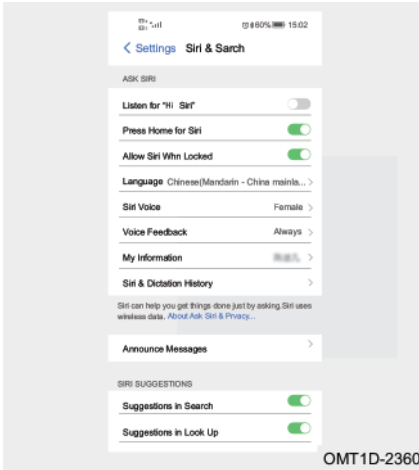 60% 15:02
Settings Siri & Sarch
ASK SIRI
Listen for "Hi Siri"
Press Home for Siri
Allow Siri Whn Locked
Language Chinese(Mandarin - China mainla...
Siri Voice Female
Voice Feedback Always
My Information
Siri & Dictation History
Siri can help you get things done just by asking.Siri uses
wireless data. About Ask Siri & Prvacy...
Announce Messages
SIRI SUGGESTIONS
Suggestions in Search
Suggestions in Look Up
OMT1D-2360